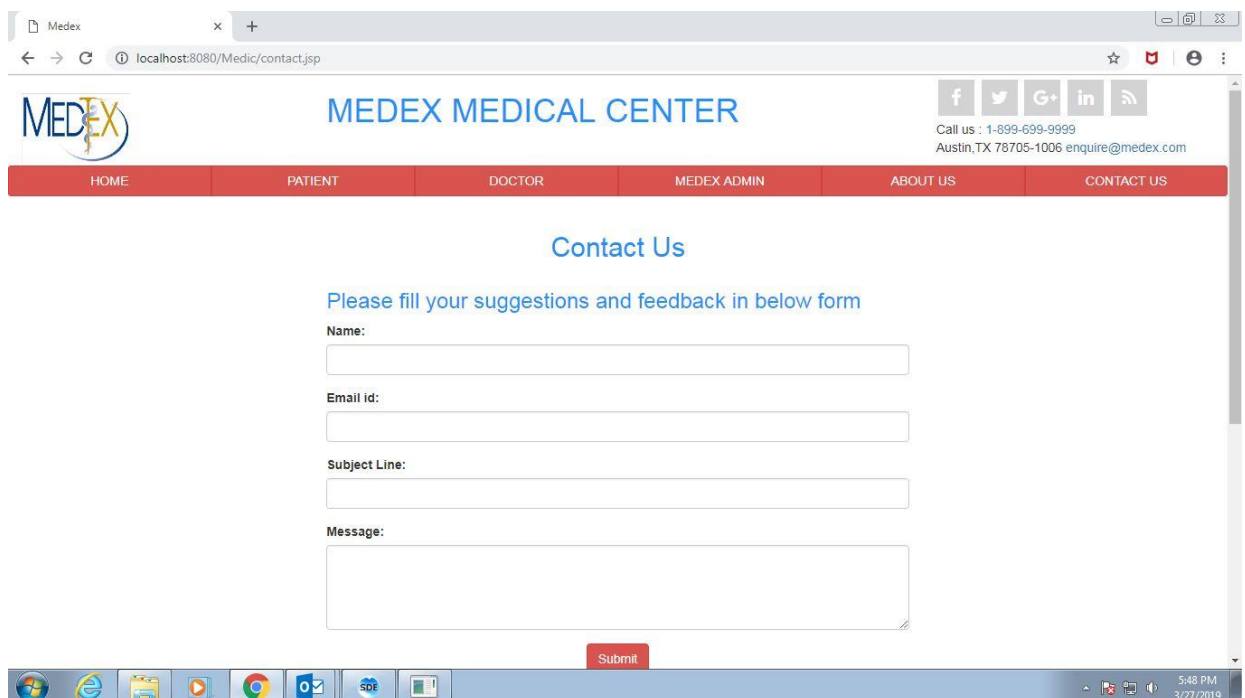 Medex
localhost:8080/Medic/contact.jsp
MEDEX
MEDEX MEDICAL CENTER
f G+ in
Call us : 1-899-699-9999
Austin,TX 78705-1006 enquire@medex.com
HOME PATIENT DOCTOR MEDEX ADMIN ABOUT US CONTACT US
Contact Us
Please fill your suggestions and feedback in below form
Name:
Email id:
Subject Line:
Message:
Submit
SDE
5:48 PM
3/27/2019